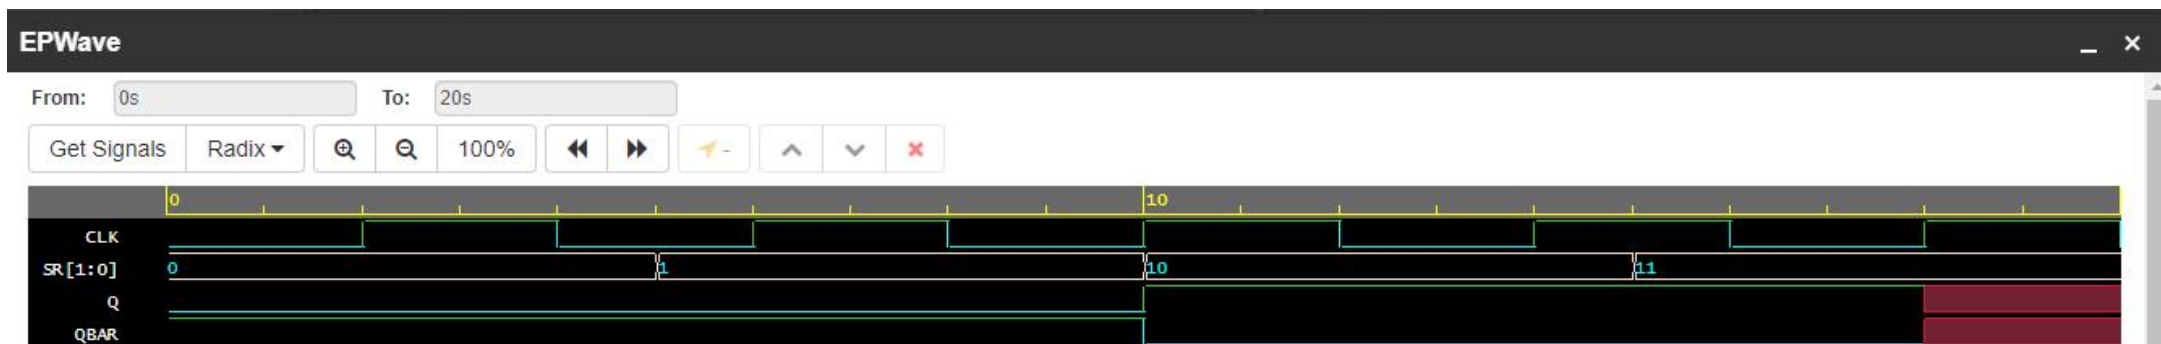 EPWave
From: 0s To: 20s
Get Signals Radix 100% -
0 10
CLK
SR[1:0] 0 1 10 11
Q
QBAR